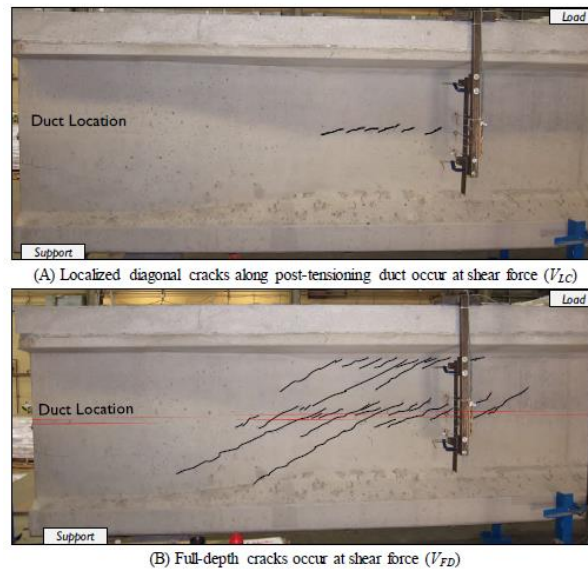 Load
Duct Location
Support
(A) Localized diagonal cracks along post-tensioning duct occur at shear force (V_LC)
Load
Duct Location
Support
(B) Full-depth cracks occur at shear force (V_FD)